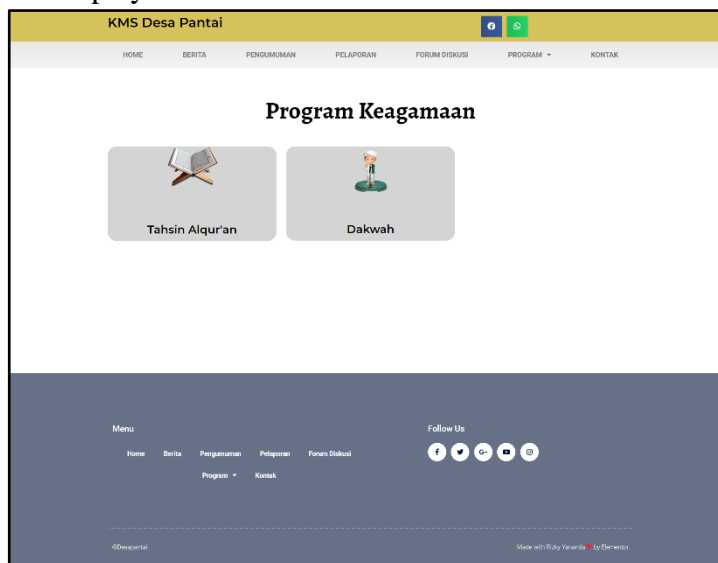 KMS Desa Pantai
HOME BERITA PENGUMUMAN PELAPORAN FORUM DISKUSI PROGRAM KONTAK
Program Keagamaan
Tahsin Alqur'an Dakwah
Menu Follow Us
Home Berita Pengumuman Pelaporan Forum Diskusi
Program Kontak
@Desapantai Made with Rizky Yananda by Elementor